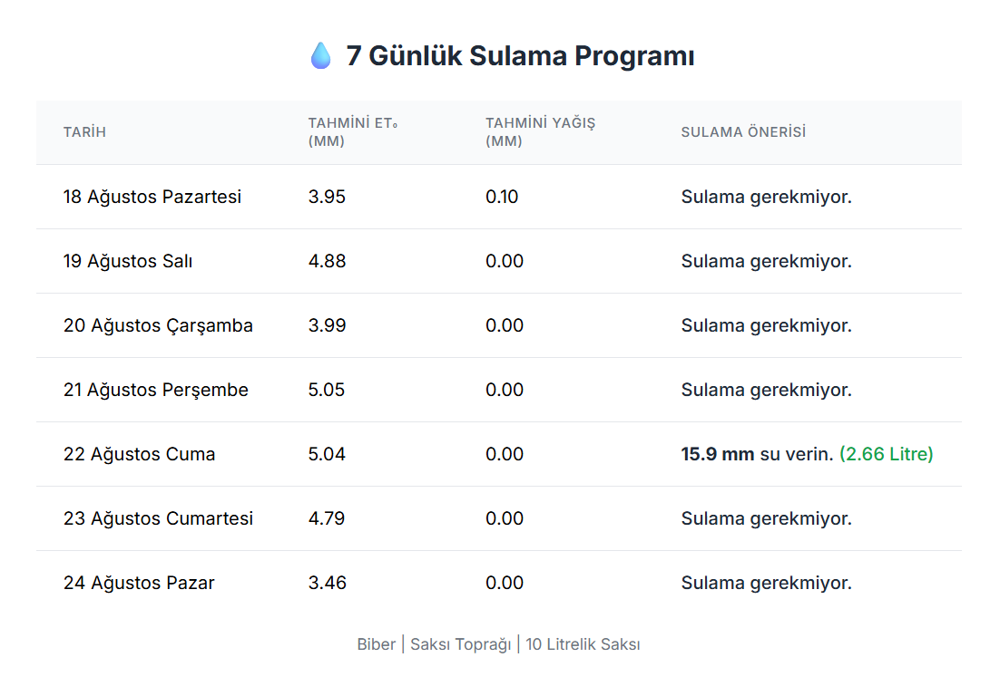 💧 7 Günlük Sulama Programı
TARİH TAHMİNİ ET₀ (MM) TAHMİNİ YAĞIŞ (MM) SULAMA ÖNERİSİ
18 Ağustos Pazartesi 3.95 0.10 Sulama gerekmiyor.
19 Ağustos Salı 4.88 0.00 Sulama gerekmiyor.
20 Ağustos Çarşamba 3.99 0.00 Sulama gerekmiyor.
21 Ağustos Perşembe 5.05 0.00 Sulama gerekmiyor.
22 Ağustos Cuma 5.04 0.00 15.9 mm su verin. (2.66 Litre)
23 Ağustos Cumartesi 4.79 0.00 Sulama gerekmiyor.
24 Ağustos Pazar 3.46 0.00 Sulama gerekmiyor.
Biber | Saksı Toprağı | 10 Litrelik Saksı